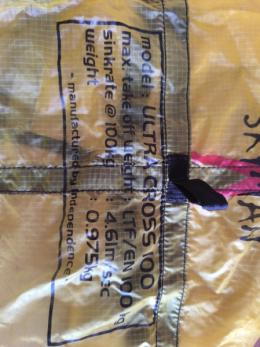 model: ULTRA CROSS 100
max. take off weight: LTF/EN 100 kg
sinkrate @ 100kg : 4.6m/sec
weight : 0.975kg
- manufactured by Independence -